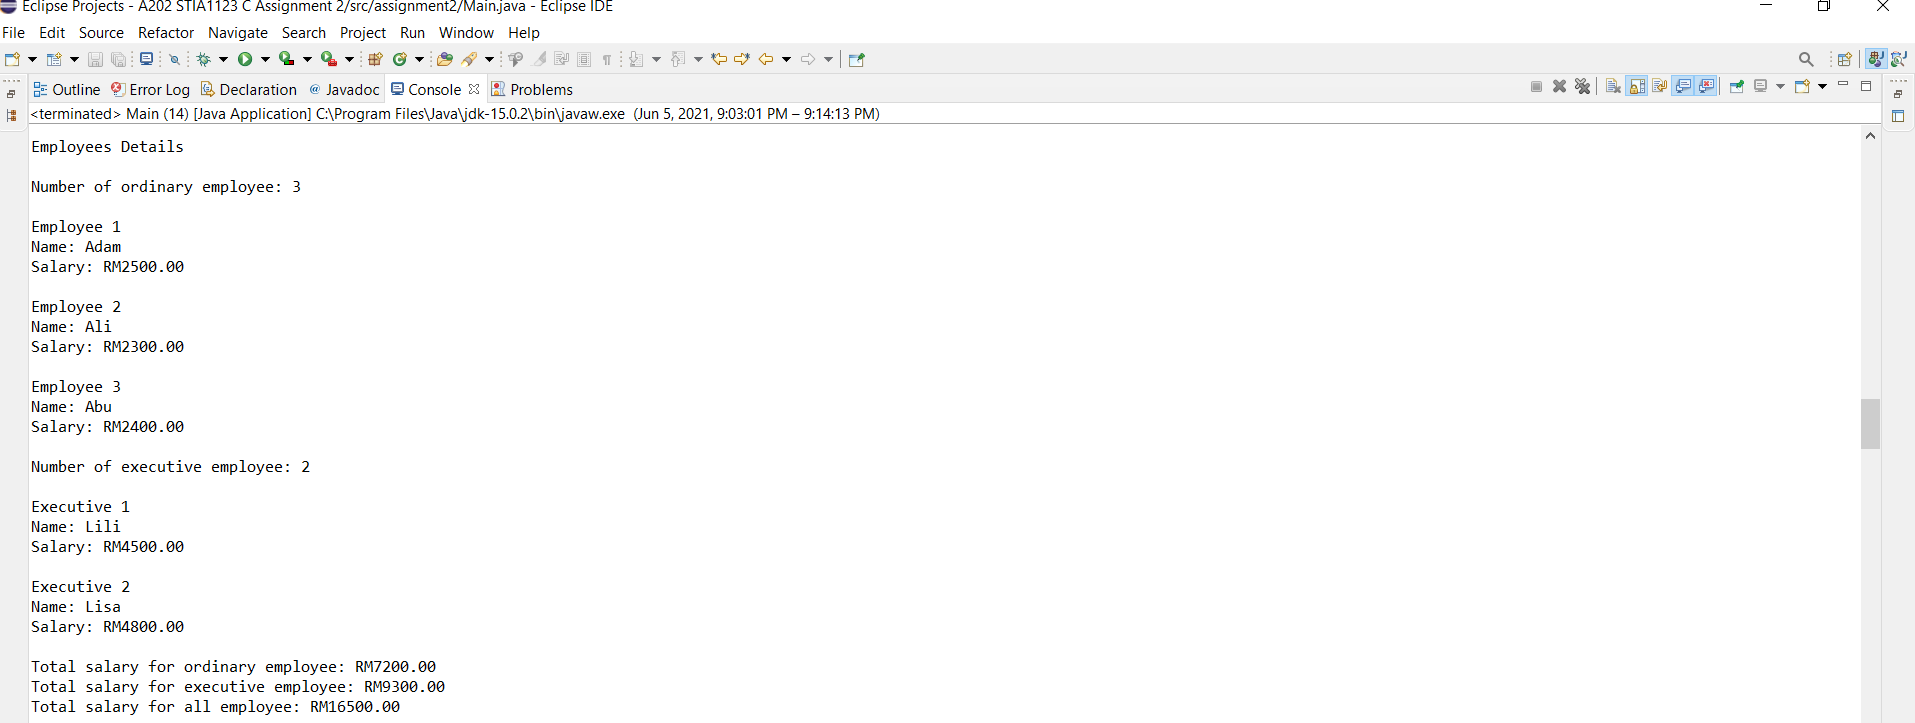 Eclipse Projects - A202 STIA1123 C Assignment 2/src/assignment2/Main.java - Eclipse IDE
File Edit Source Refactor Navigate Search Project Run Window Help
Outline Error Log Declaration @ Javadoc Console Problems
<terminated> Main (14) [Java Application] C:\Program Files\Java\jdk-15.0.2\bin\javaw.exe (Jun 5, 2021, 9:03:01 PM – 9:14:13 PM)
Employees Details
Number of ordinary employee: 3
Employee 1
Name: Adam
Salary: RM2500.00
Employee 2
Name: Ali
Salary: RM2300.00
Employee 3
Name: Abu
Salary: RM2400.00
Number of executive employee: 2
Executive 1
Name: Lili
Salary: RM4500.00
Executive 2
Name: Lisa
Salary: RM4800.00
Total salary for ordinary employee: RM7200.00
Total salary for executive employee: RM9300.00
Total salary for all employee: RM16500.00